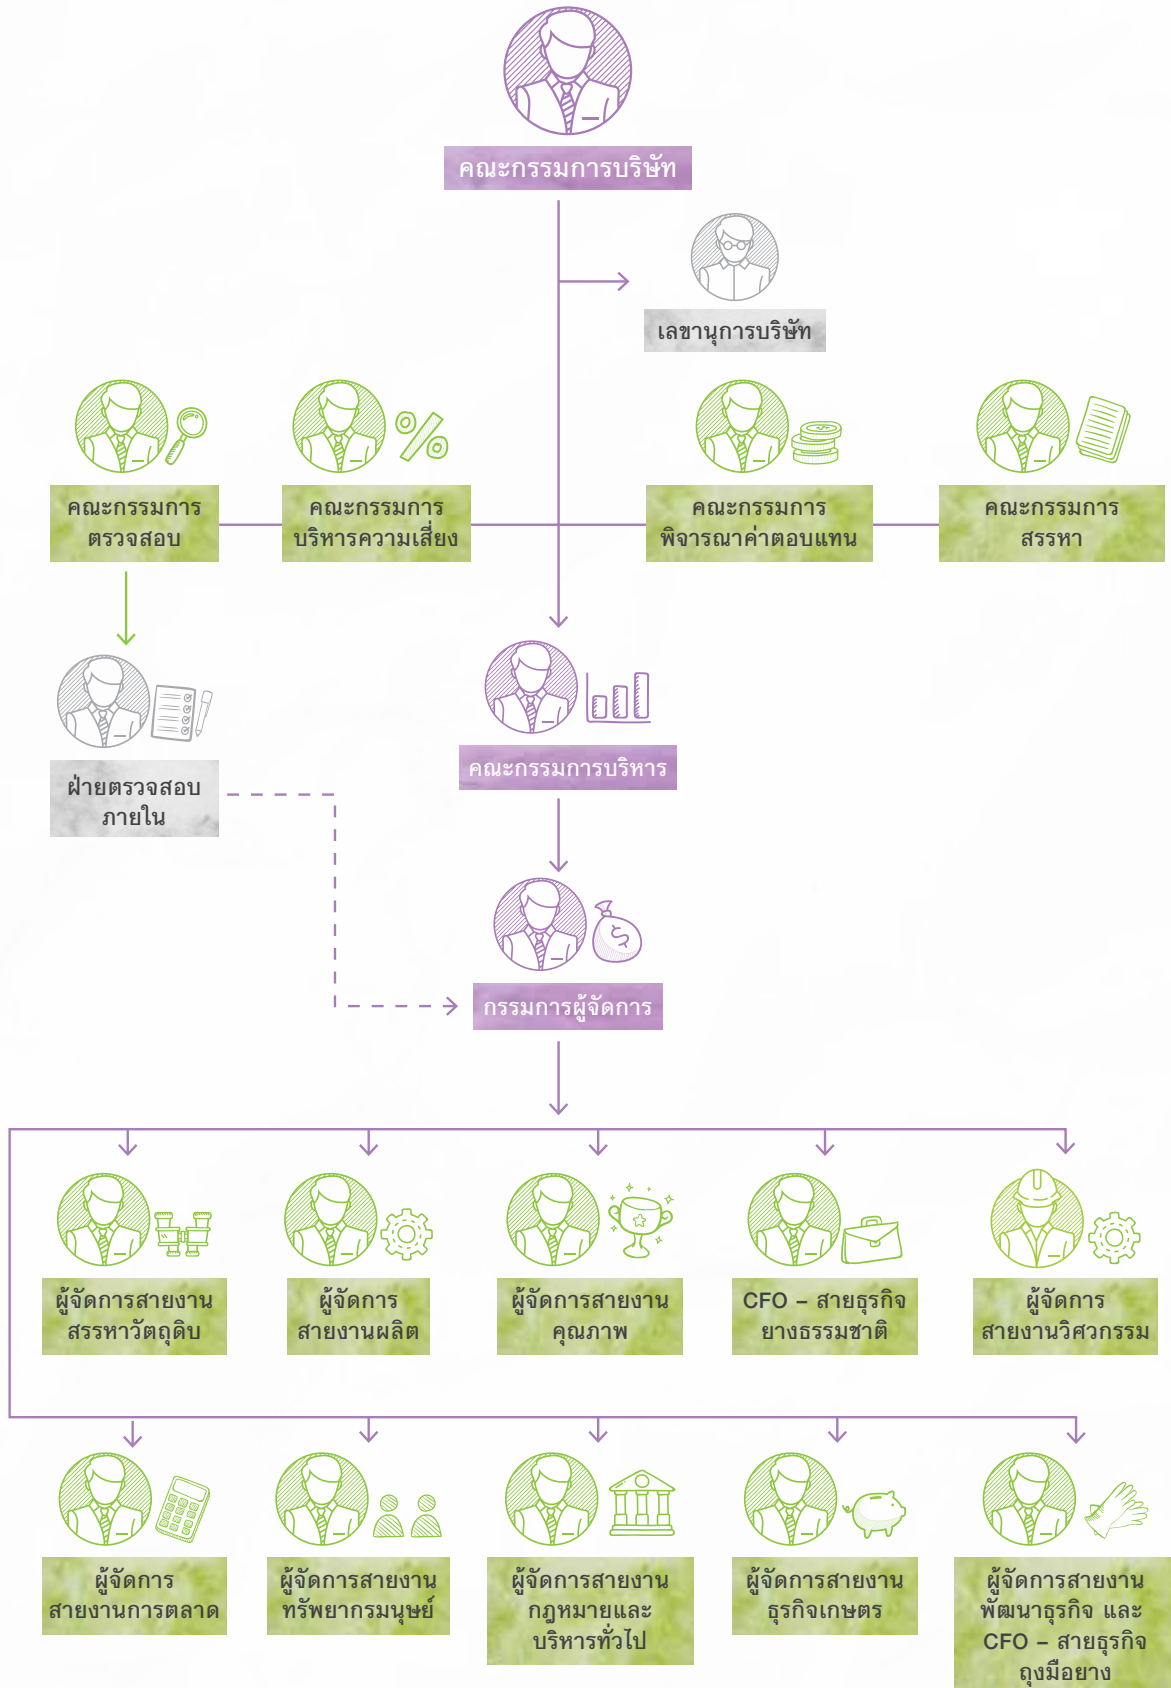 คณะกรรมการบริษัท
เลขานุการบริษัท
คณะกรรมการ
ตรวจสอบ
คณะกรรมการ
บริหารความเสี่ยง
คณะกรรมการ
พิจารณาค่าตอบแทน
คณะกรรมการ
สรรหา
ฝ่ายตรวจสอบ
ภายใน
คณะกรรมการบริหาร
กรรมการผู้จัดการ
ผู้จัดการสายงาน
สรรหาวัตถุดิบ
ผู้จัดการ
สายงานผลิต
ผู้จัดการสายงาน
คุณภาพ
CFO – สายธุรกิจ
ยางธรรมชาติ
ผู้จัดการ
สายงานวิศวกรรม
ผู้จัดการ
สายงานการตลาด
ผู้จัดการสายงาน
ทรัพยากรมนุษย์
ผู้จัดการสายงาน
กฎหมายและ
บริหารทั่วไป
ผู้จัดการสายงาน
ธุรกิจเกษตร
ผู้จัดการสายงาน
พัฒนาธุรกิจ และ
CFO – สายธุรกิจ
ถุงมือยาง